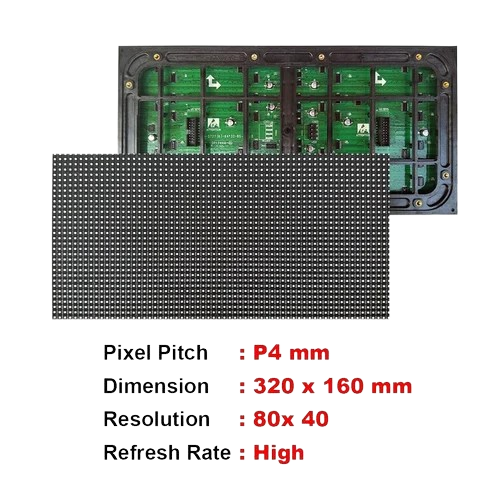 Pixel Pitch : P4 mm
Dimension : 320 x 160 mm
Resolution : 80x 40
Refresh Rate : High